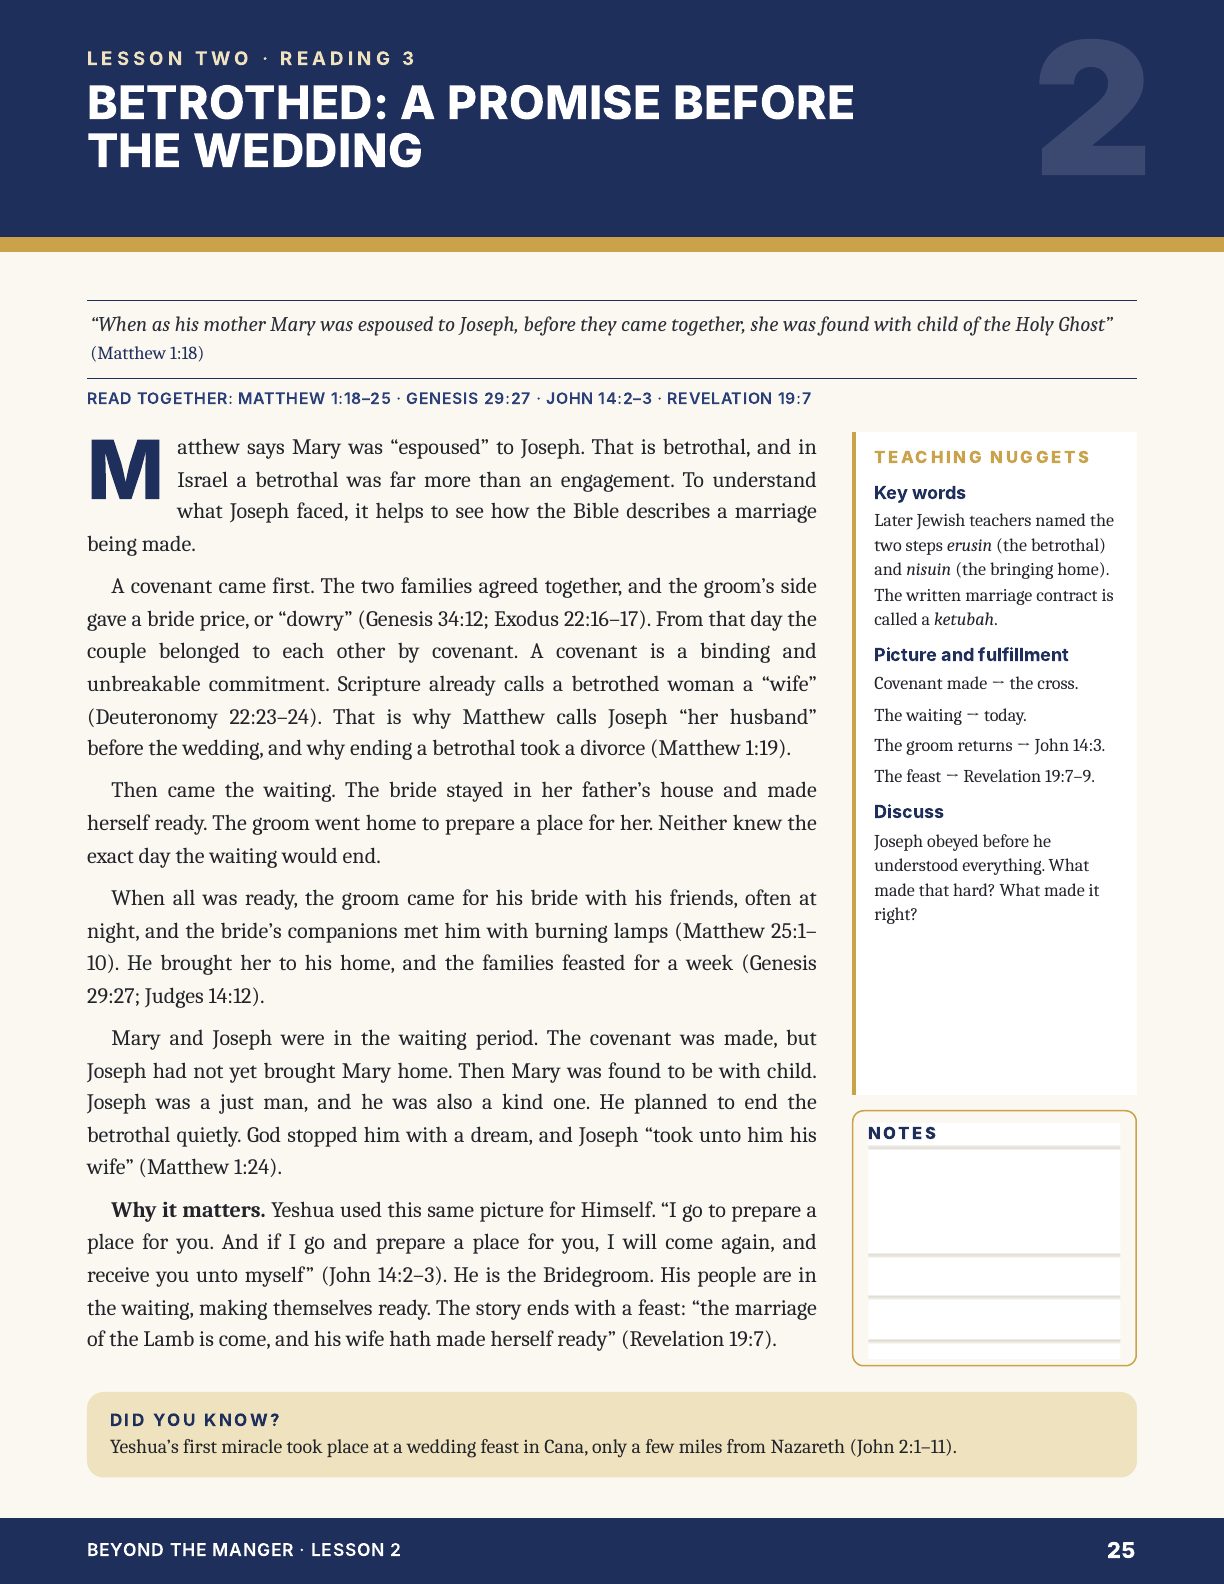 LESSON TWO · READING 3
2
BETROTHED: A PROMISE BEFORE
THE WEDDING
“When as his mother Mary was espoused to Joseph, before they came together, she was found with child of the Holy Ghost”
(Matthew 1:18)
READ TOGETHER: MATTHEW 1:18–25 · GENESIS 29:27 · JOHN 14:2–3 · REVELATION 19:7
Matthew says Mary was “espoused” to Joseph. That is betrothal, and in
Israel a betrothal was far more than an engagement. To understand
what Joseph faced, it helps to see how the Bible describes a marriage
being made.
A covenant came first. The two families agreed together, and the groom’s side
gave a bride price, or “dowry” (Genesis 34:12; Exodus 22:16–17). From that day the
couple belonged to each other by covenant. A covenant is a binding and
unbreakable commitment. Scripture already calls a betrothed woman a “wife”
(Deuteronomy 22:23–24). That is why Matthew calls Joseph “her husband”
before the wedding, and why ending a betrothal took a divorce (Matthew 1:19).
Then came the waiting. The bride stayed in her father’s house and made
herself ready. The groom went home to prepare a place for her. Neither knew the
exact day the waiting would end.
When all was ready, the groom came for his bride with his friends, often at
night, and the bride’s companions met him with burning lamps (Matthew 25:1–
10). He brought her to his home, and the families feasted for a week (Genesis
29:27; Judges 14:12).
Mary and Joseph were in the waiting period. The covenant was made, but
Joseph had not yet brought Mary home. Then Mary was found to be with child.
Joseph was a just man, and he was also a kind one. He planned to end the
betrothal quietly. God stopped him with a dream, and Joseph “took unto him his
wife” (Matthew 1:24).
Why it matters. Yeshua used this same picture for Himself. “I go to prepare a
place for you. And if I go and prepare a place for you, I will come again, and
receive you unto myself” (John 14:2–3). He is the Bridegroom. His people are in
the waiting, making themselves ready. The story ends with a feast: “the marriage
of the Lamb is come, and his wife hath made herself ready” (Revelation 19:7).
TEACHING NUGGETS
Key words
Later Jewish teachers named the
two steps erusin (the betrothal)
and nisuin (the bringing home).
The written marriage contract is
called a ketubah.
Picture and fulfillment
Covenant made → the cross.
The waiting → today.
The groom returns → John 14:3.
The feast → Revelation 19:7–9.
Discuss
Joseph obeyed before he
understood everything. What
made that hard? What made it
right?
NOTES
DID YOU KNOW?
Yeshua’s first miracle took place at a wedding feast in Cana, only a few miles from Nazareth (John 2:1–11).
BEYOND THE MANGER · LESSON 2
25